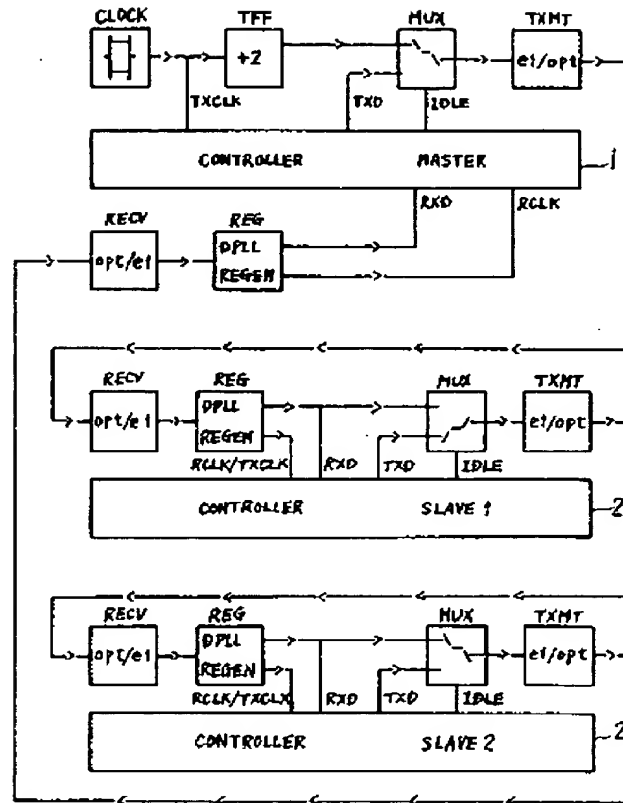 CLOCK TFF MUX TXMT
÷2 el/opt
TXCLK TXD IDLE
CONTROLLER MASTER 1
RXD RCLK
RECV REG
opt/el DPLL
REGEN
RECV REG MUX TXMT
opt/el DPLL el/opt
REGEN
RCLK/TXCLK RXD TXD IDLE
CONTROLLER SLAVE 1 2
RECV REG MUX TXMT
opt/el DPLL el/opt
REGEN
RCLK/TXCLX RXD TXD IDLE
CONTROLLER SLAVE 2 2